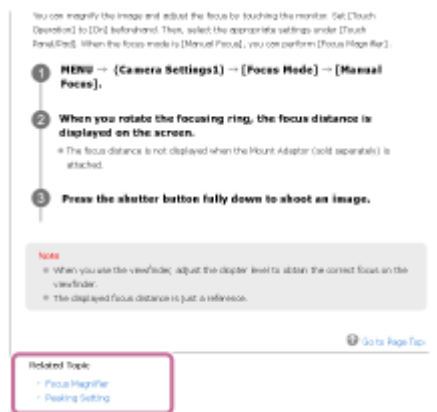 You can magnify the image and adjust the focus by touching the monitor. Set [Touch
Operation] to [On] beforehand. Then, select the appropriate settings under [Touch
Panel/Pad]. When the focus mode is [Manual Focus], you can perform [Focus Magnifier].
1 MENU → (Camera Settings1) → [Focus Mode] → [Manual
Focus].
2 When you rotate the focusing ring, the focus distance is
displayed on the screen.
The focus distance is not displayed when the Mount Adaptor (sold separately) is
attached.
3 Press the shutter button fully down to shoot an image.
Note
When you use the viewfinder, adjust the diopter level to obtain the correct focus on the
viewfinder.
The displayed focus distance is just a reference.
Go to Page Top
Related Topic
Focus Magnifier
Peaking Setting